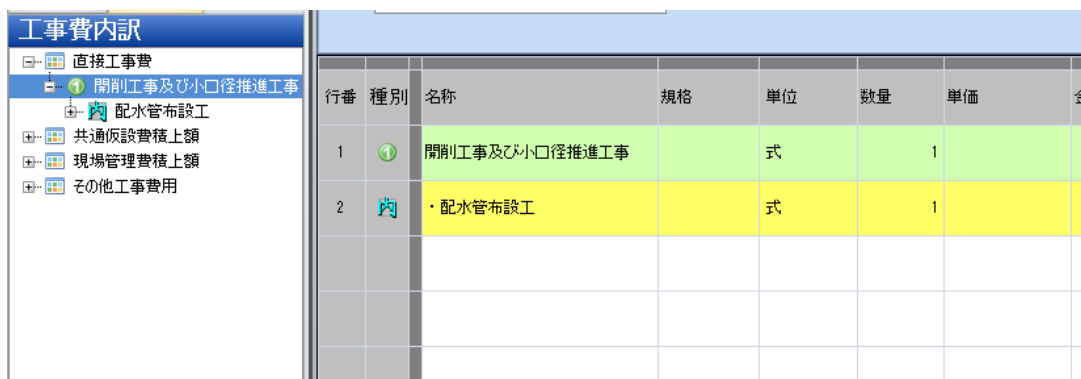 工事費内訳
直接工事費
① 開削工事及び小口径推進工事
内 配水管布設工
共通仮設費積上額
現場管理費積上額
その他工事費用
行番 種別 名称 規格 単位 数量 単価
1 ① 開削工事及び小口径推進工事 式 1
2 内 ・配水管布設工 式 1